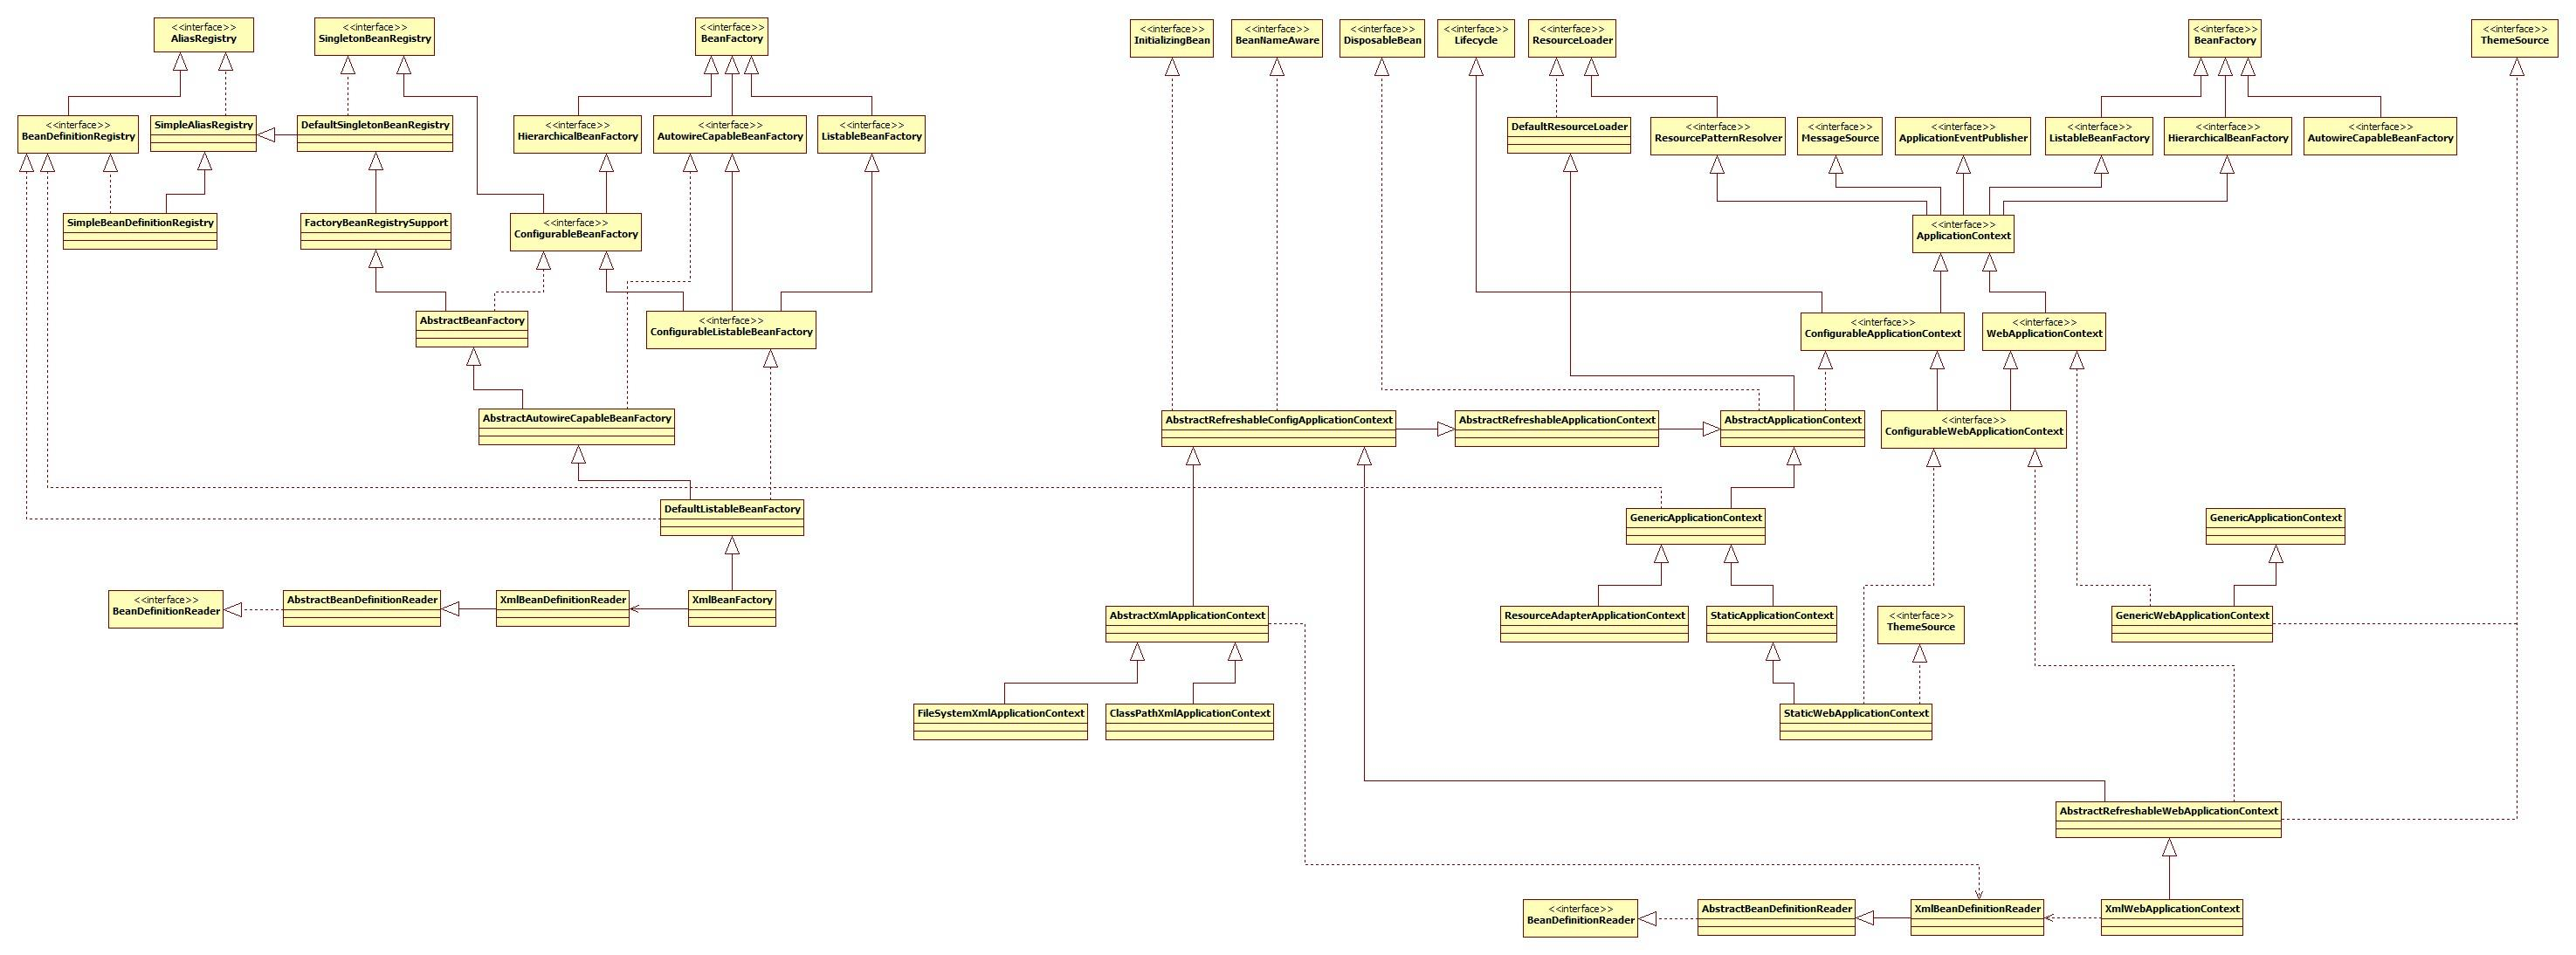 <<interface>>
AliasRegistry
<<interface>>
SingletonBeanRegistry
<<interface>>
BeanFactory
<<interface>>
InitializingBean
<<interface>>
BeanNameAware
<<interface>>
DisposableBean
<<interface>>
Lifecycle
<<interface>>
ResourceLoader
<<interface>>
BeanFactory
<<interface>>
ThemeSource
<<interface>>
BeanDefinitionRegistry
SimpleAliasRegistry
DefaultSingletonBeanRegistry
<<interface>>
HierarchicalBeanFactory
<<interface>>
AutowireCapableBeanFactory
<<interface>>
ListableBeanFactory
DefaultResourceLoader
<<interface>>
ResourcePatternResolver
<<interface>>
MessageSource
<<interface>>
ApplicationEventPublisher
<<interface>>
ListableBeanFactory
<<interface>>
HierarchicalBeanFactory
<<interface>>
AutowireCapableBeanFactory
SimpleBeanDefinitionRegistry
FactoryBeanRegistrySupport
<<interface>>
ConfigurableBeanFactory
<<interface>>
ApplicationContext
AbstractBeanFactory
<<interface>>
ConfigurableListableBeanFactory
<<interface>>
ConfigurableApplicationContext
<<interface>>
WebApplicationContext
AbstractAutowireCapableBeanFactory
AbstractRefreshableConfigApplicationContext
AbstractRefreshableApplicationContext
AbstractApplicationContext
<<interface>>
ConfigurableWebApplicationContext
DefaultListableBeanFactory
GenericApplicationContext
GenericApplicationContext
<<interface>>
BeanDefinitionReader
AbstractBeanDefinitionReader
XmlBeanDefinitionReader
XmlBeanFactory
AbstractXmlApplicationContext
ResourceAdapterApplicationContext
StaticApplicationContext
<<interface>>
ThemeSource
GenericWebApplicationContext
FileSystemXmlApplicationContext
ClassPathXmlApplicationContext
StaticWebApplicationContext
AbstractRefreshableWebApplicationContext
<<interface>>
BeanDefinitionReader
AbstractBeanDefinitionReader
XmlBeanDefinitionReader
XmlWebApplicationContext